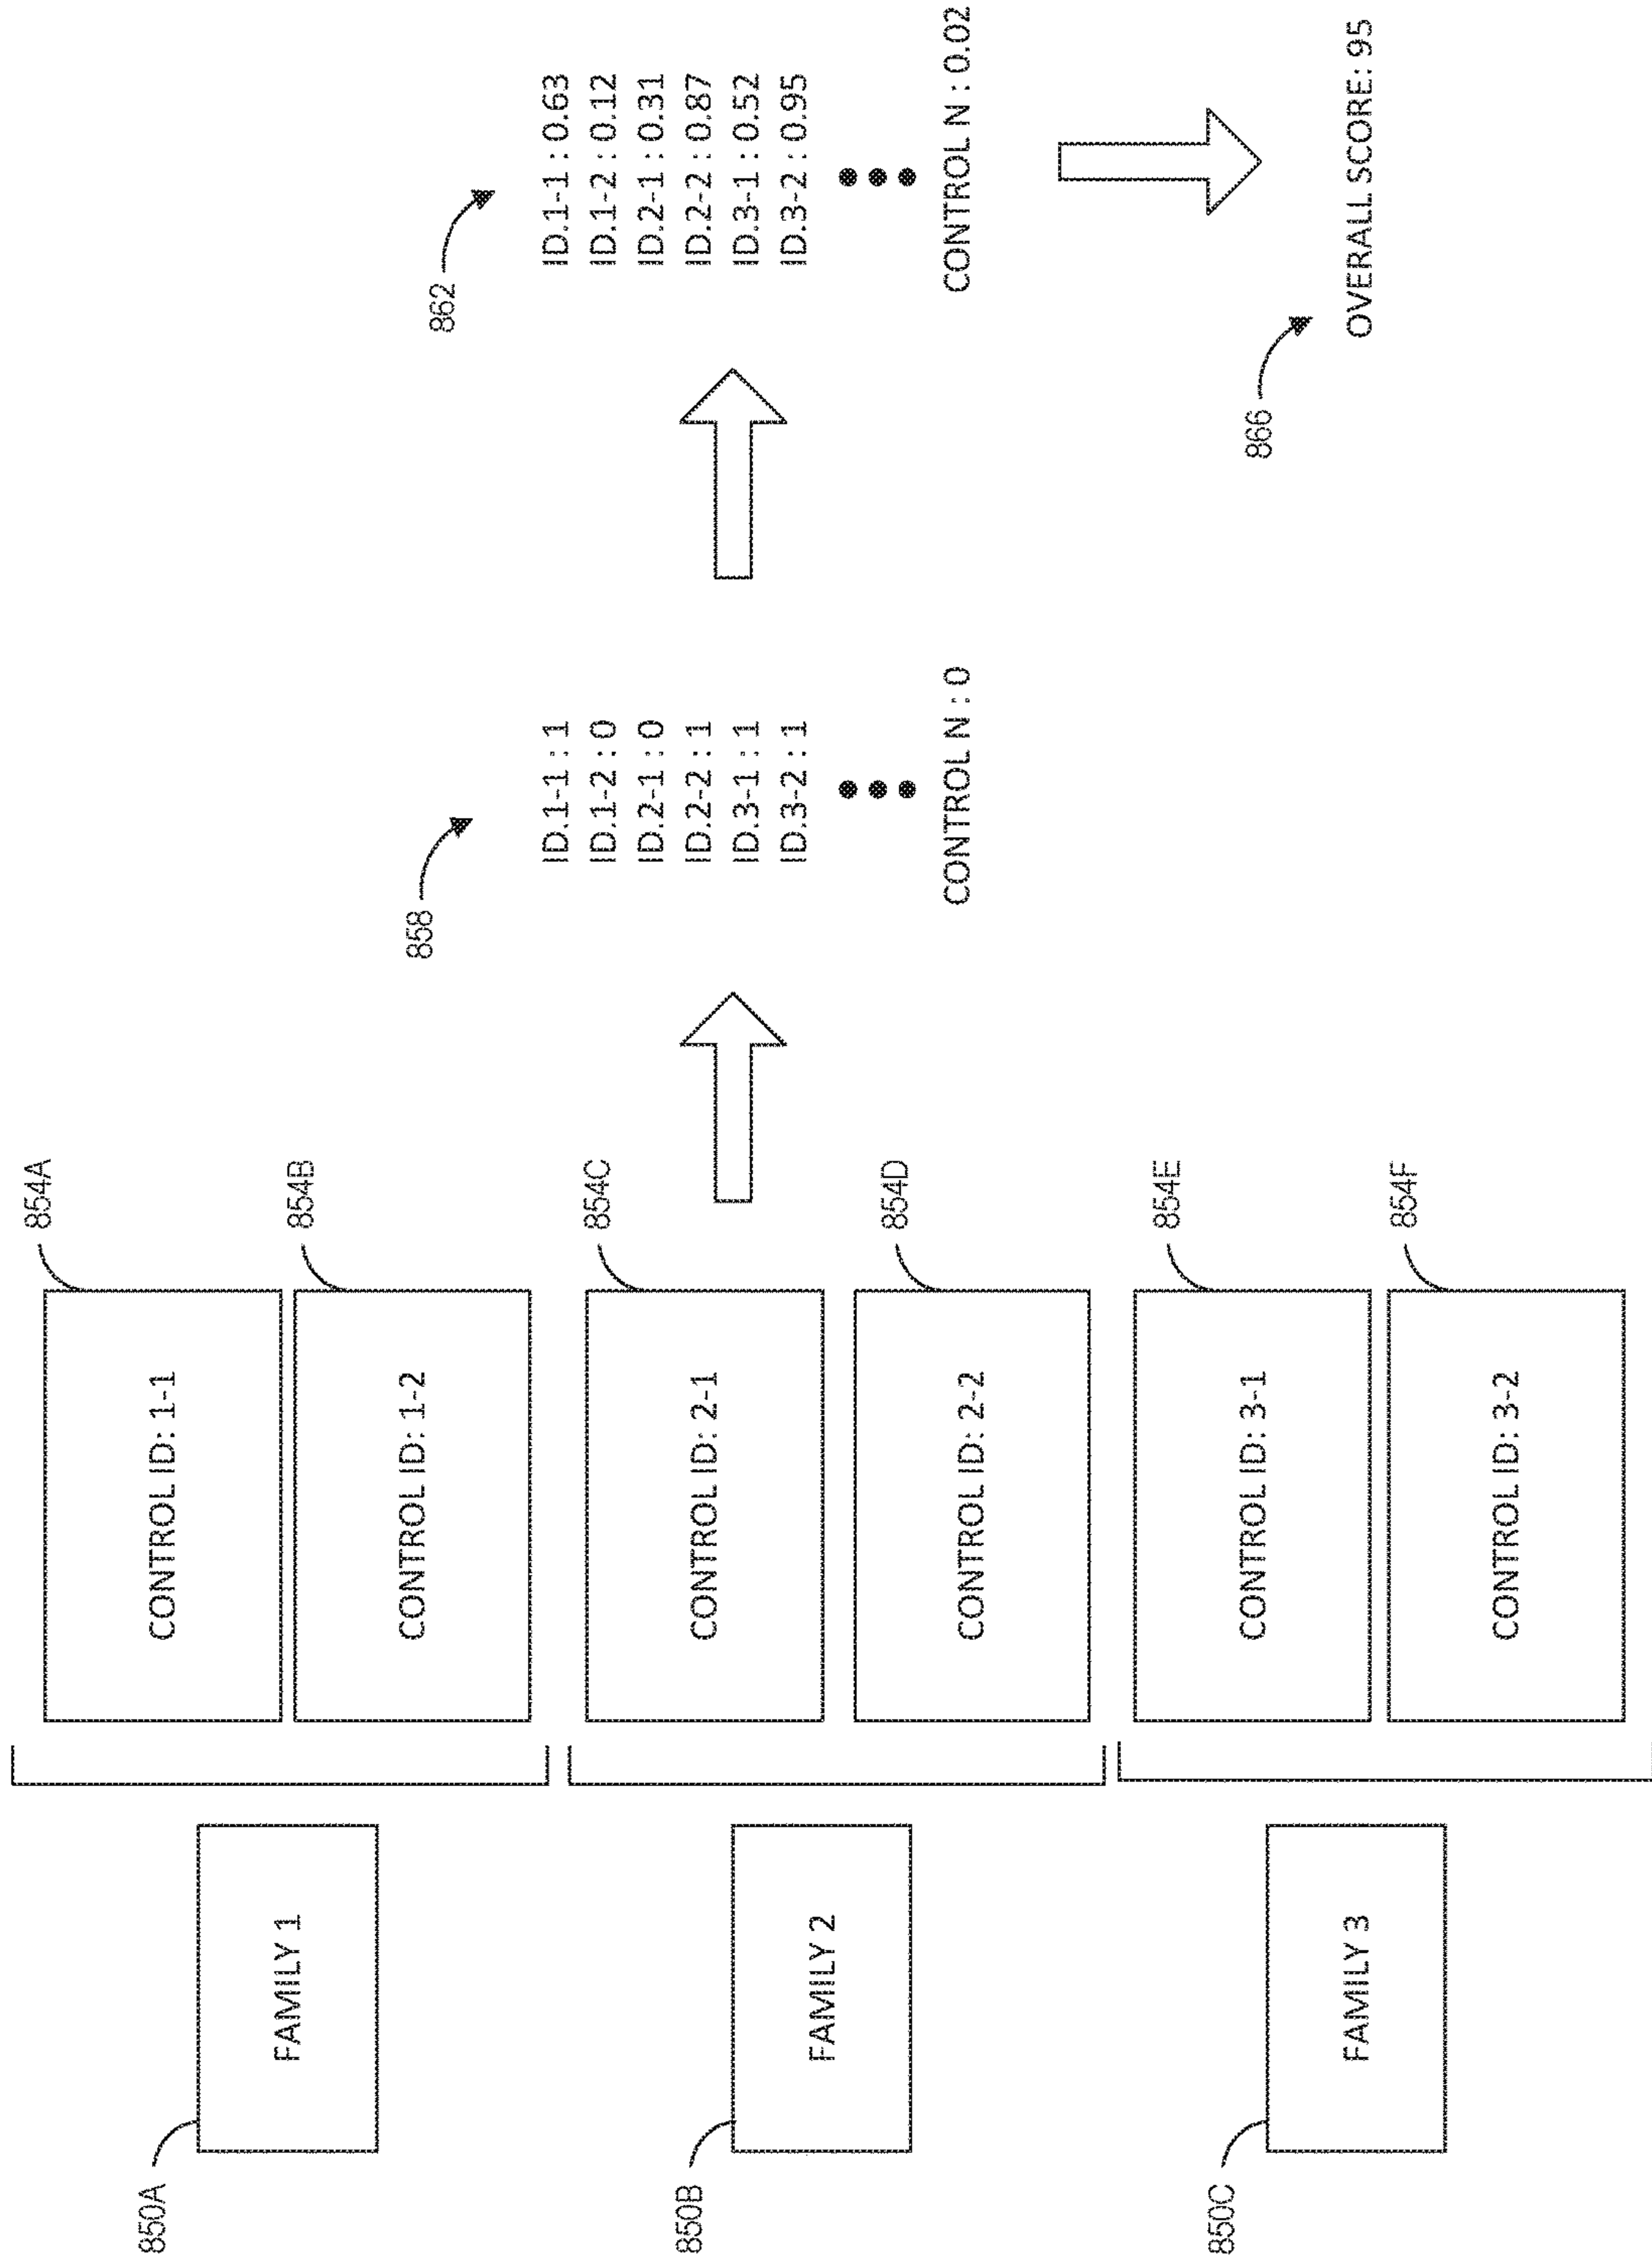 850A
FAMILY 1
850B
FAMILY 2
850C
FAMILY 3
CONTROL ID: 1-1
854A
CONTROL ID: 1-2
854B
CONTROL ID: 2-1
854C
CONTROL ID: 2-2
854D
CONTROL ID: 3-1
854E
CONTROL ID: 3-2
854F
858
ID.1-1 : 1
ID.1-2 : 0
ID.2-1 : 0
ID.2-2 : 1
ID.3-1 : 1
ID.3-2 : 1
CONTROL N : 0
862
ID.1-1 : 0.63
ID.1-2 : 0.12
ID.2-1 : 0.31
ID.2-2 : 0.87
ID.3-1 : 0.52
ID.3-2 : 0.95
CONTROL N : 0.02
866
OVERALL SCORE: 95